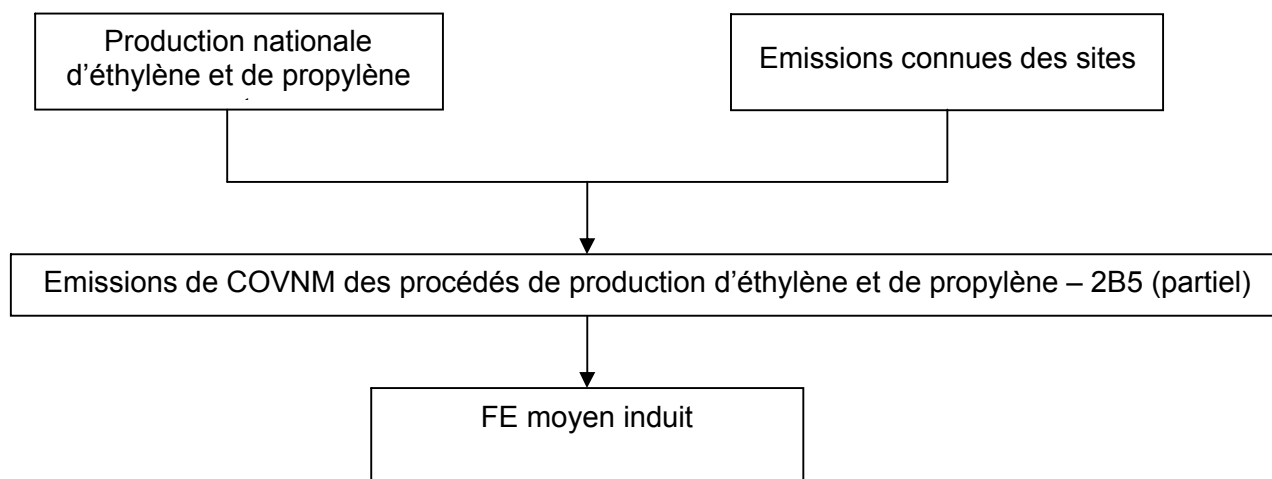 Production nationale
d’éthylène et de propylène
Emissions connues des sites
Emissions de COVNM des procédés de production d’éthylène et de propylène – 2B5 (partiel)
FE moyen induit